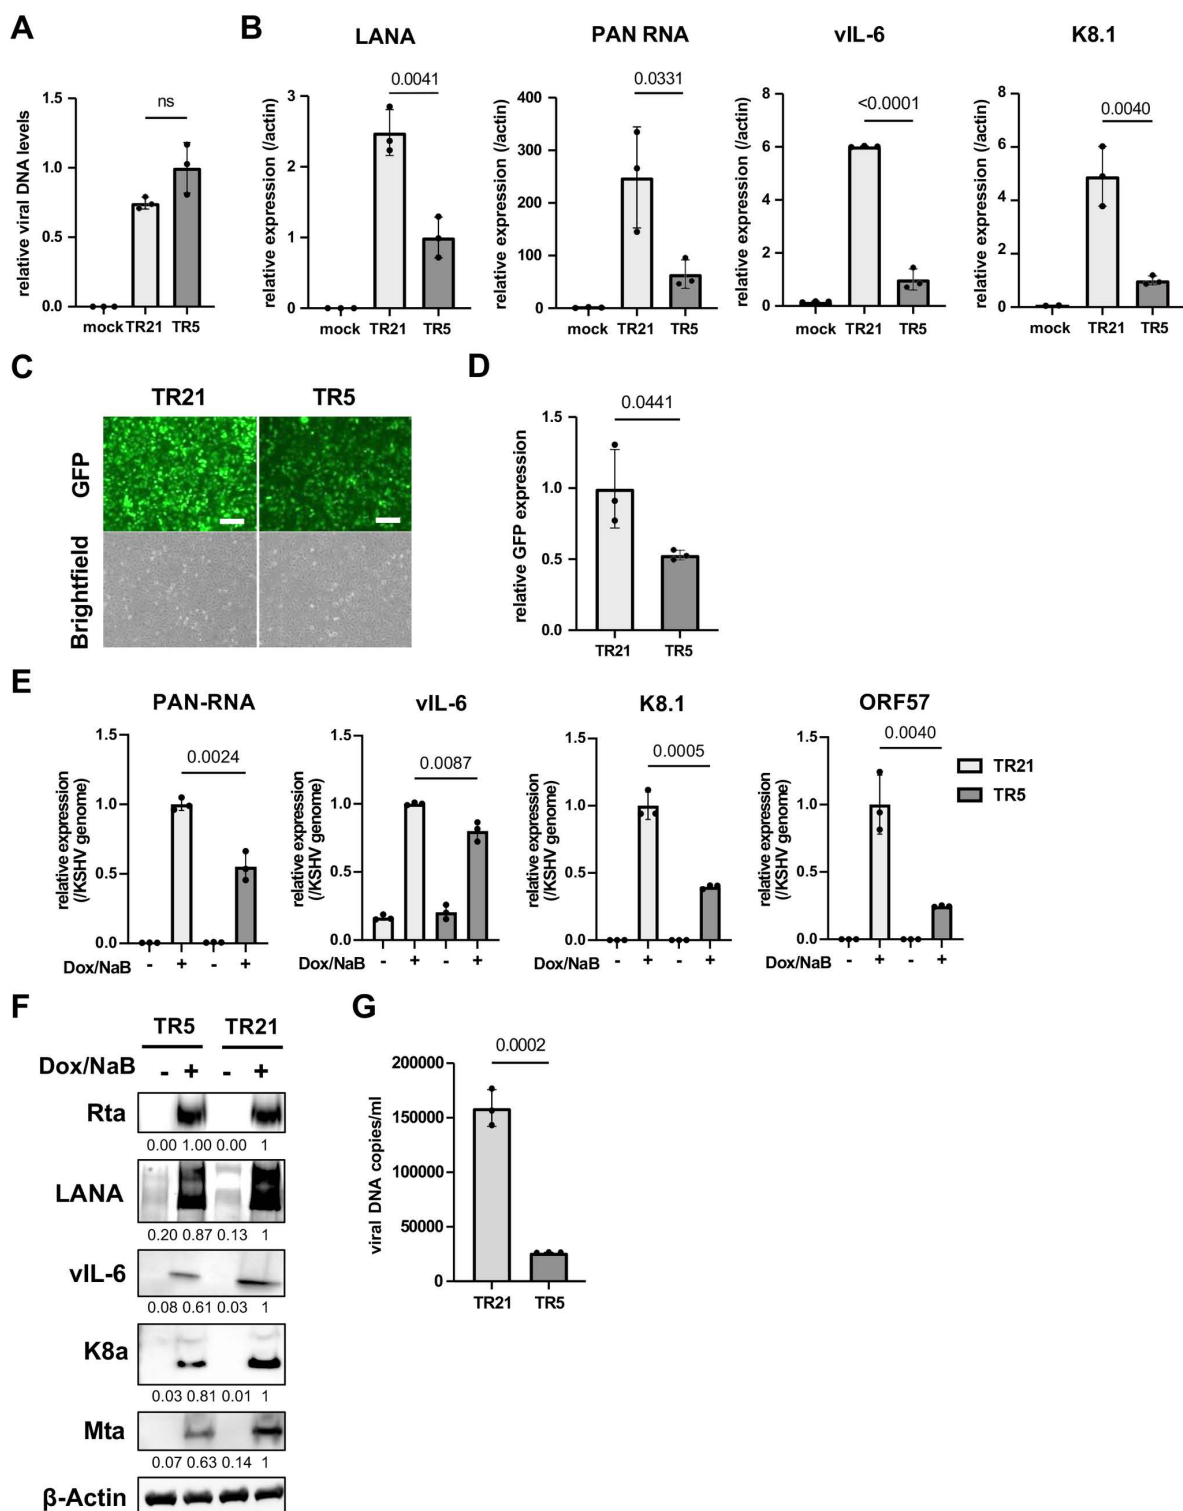 A
relative viral DNA levels
1.5
1.0
0.5
0.0
ns
mock TR21 TR5
B
LANA
relative expression (/actin)
3
2
1
0
0.0041
mock TR21 TR5
PAN RNA
relative expression (/actin)
400
300
200
100
0
0.0331
mock TR21 TR5
vIL-6
relative expression (/actin)
8
6
4
2
0
<0.0001
mock TR21 TR5
K8.1
relative expression (/actin)
8
6
4
2
0
0.0040
mock TR21 TR5
C
TR21 TR5
GFP
Brightfield
D
relative GFP expression
1.5
1.0
0.5
0.0
0.0441
TR21 TR5
E
PAN-RNA
relative expression
(/KSHV genome)
1.5
1.0
0.5
0.0
0.0024
Dox/NaB - + - +
vIL-6
relative expression
(/KSHV genome)
1.5
1.0
0.5
0.0
0.0087
Dox/NaB - + - +
K8.1
relative expression
(/KSHV genome)
1.5
1.0
0.5
0.0
0.0005
Dox/NaB - + - +
ORF57
relative expression
(/KSHV genome)
1.5
1.0
0.5
0.0
0.0040
Dox/NaB - + - +
TR21
TR5
F
TR5 TR21
Dox/NaB - + - +
Rta
0.00 1.00 0.00 1
LANA
0.20 0.87 0.13 1
vIL-6
0.08 0.61 0.03 1
K8a
0.03 0.81 0.01 1
Mta
0.07 0.63 0.14 1
β-Actin
G
viral DNA copies/ml
200000
150000
100000
50000
0
0.0002
TR21 TR5